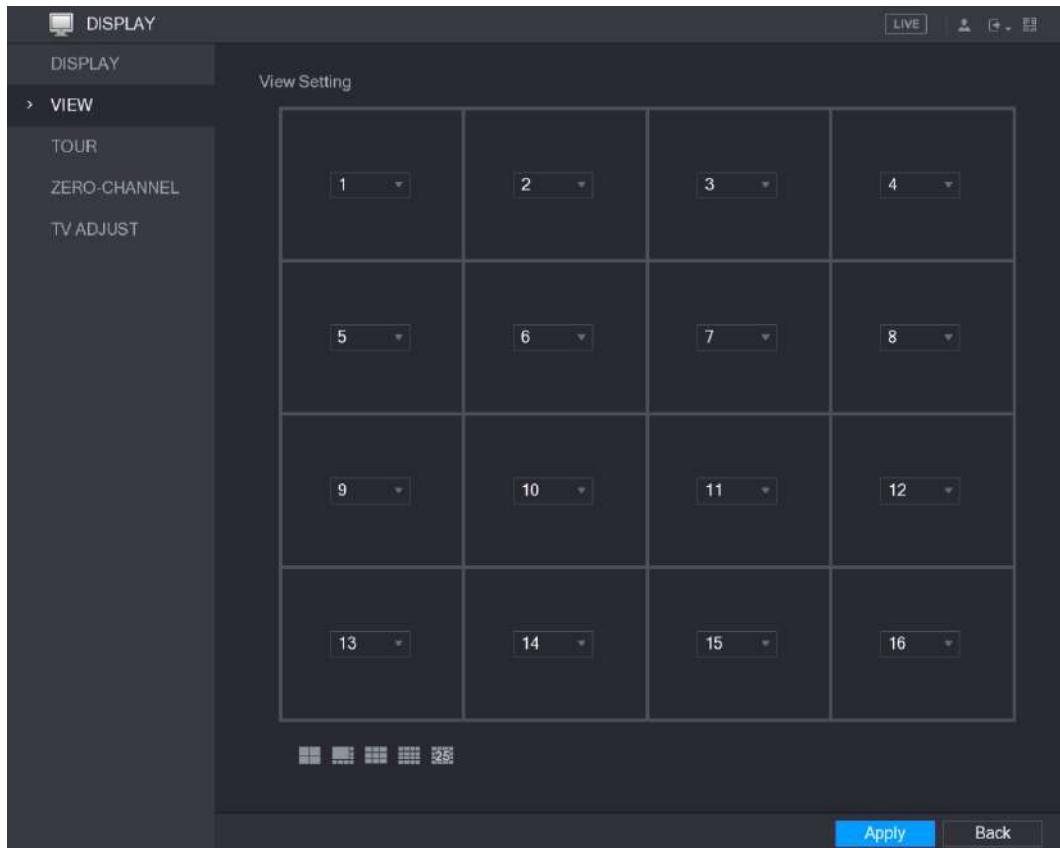 DISPLAY LIVE
DISPLAY
VIEW
TOUR
ZERO-CHANNEL
TV ADJUST
View Setting
1 2 3 4
5 6 7 8
9 10 11 12
13 14 15 16
25
Apply Back